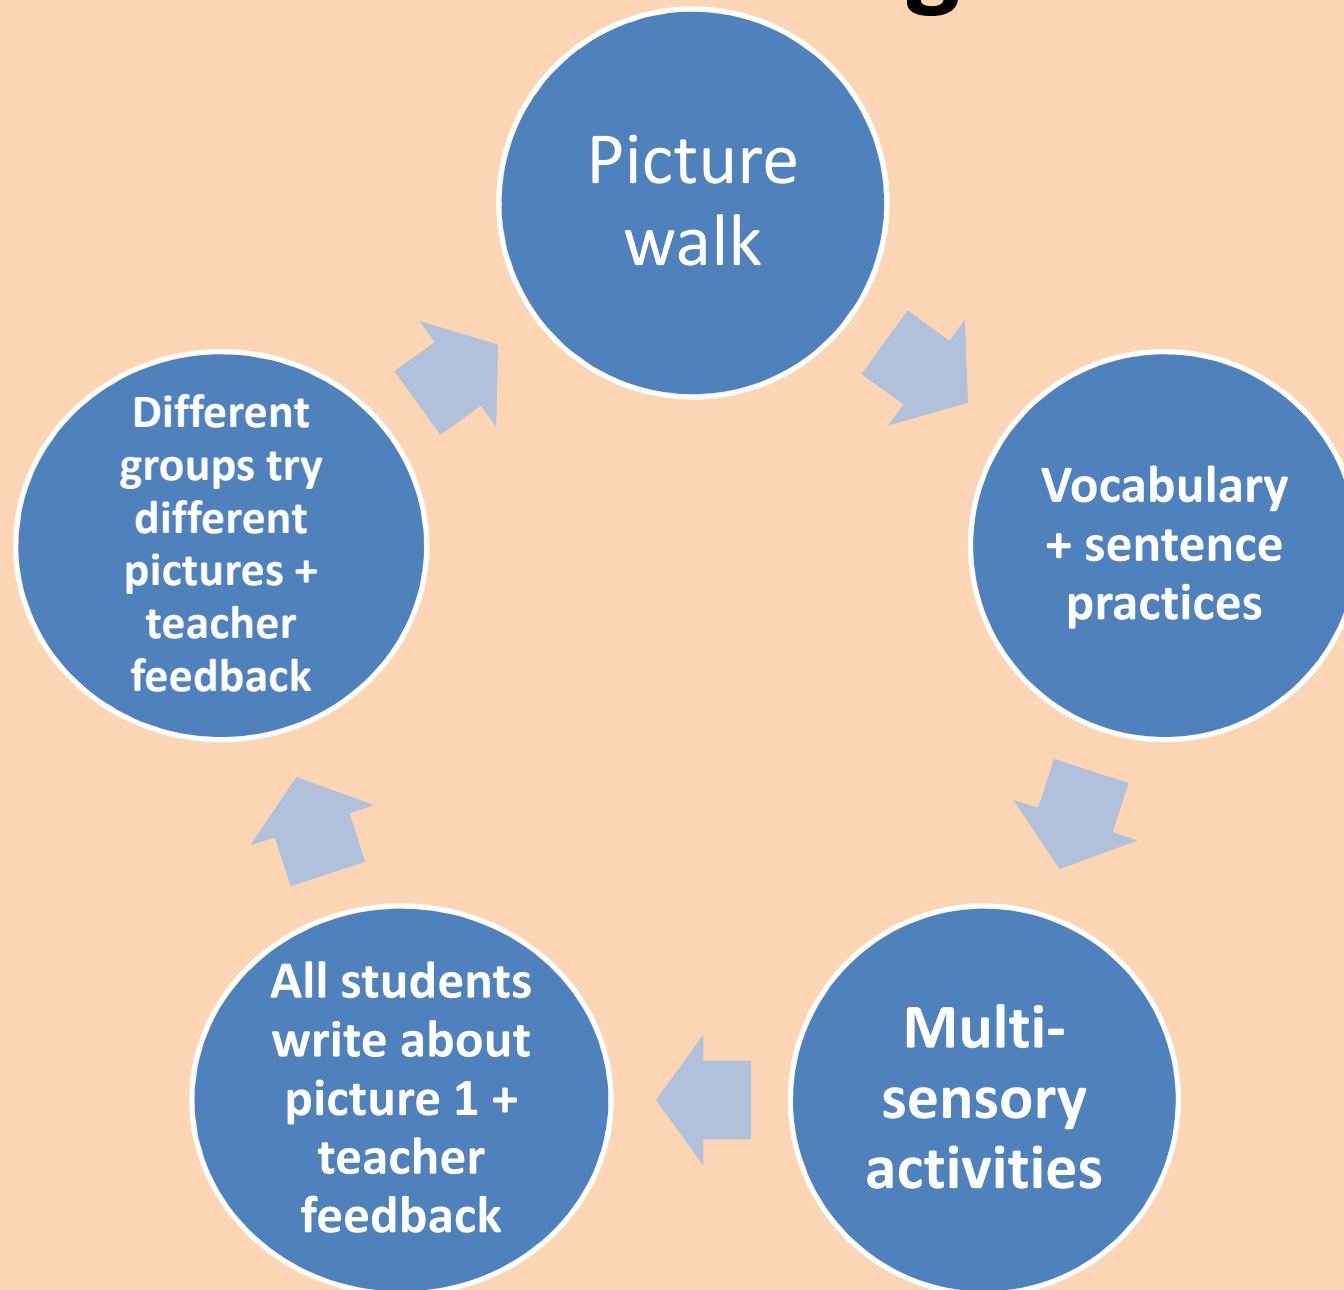 Picture
walk
Vocabulary
+ sentence
practices
Multi-
sensory
activities
All students
write about
picture 1 +
teacher
feedback
Different
groups try
different
pictures +
teacher
feedback